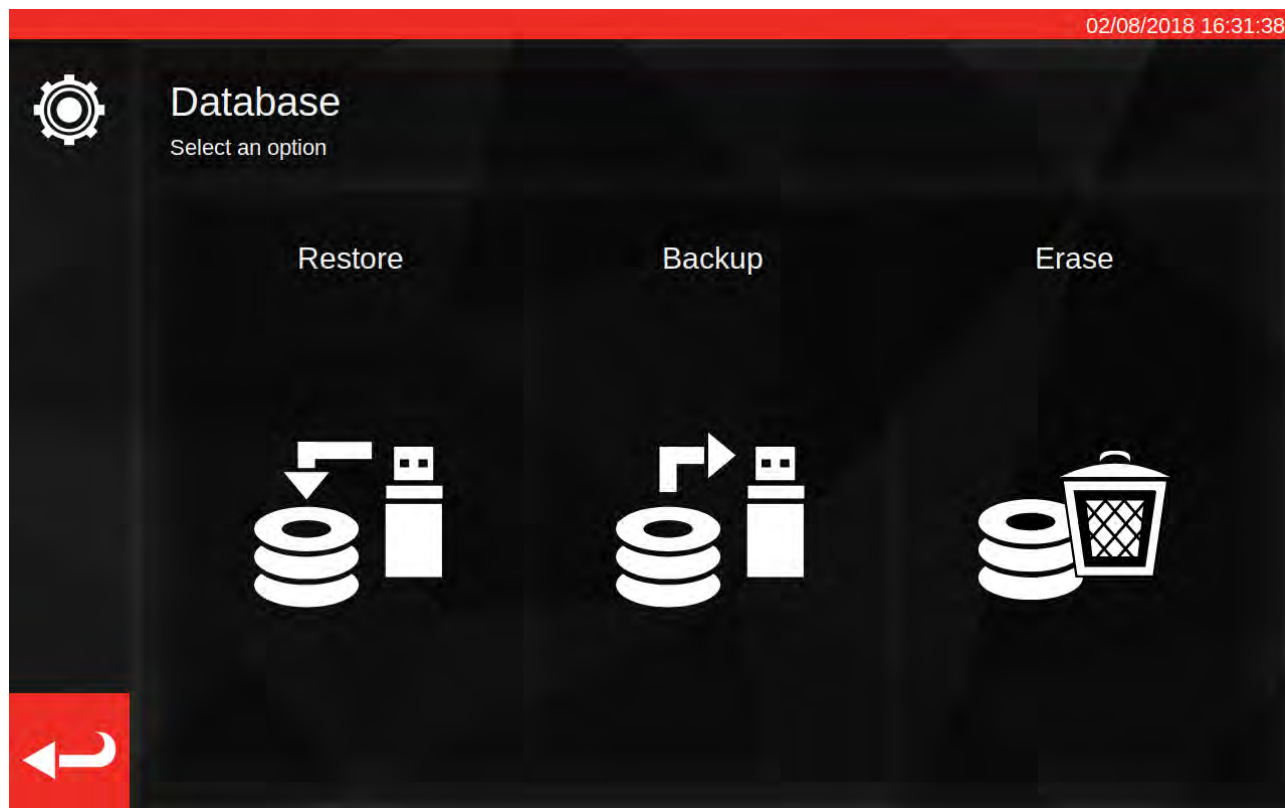 02/08/2018 16:31:38
Database
Select an option
Restore
Backup
Erase